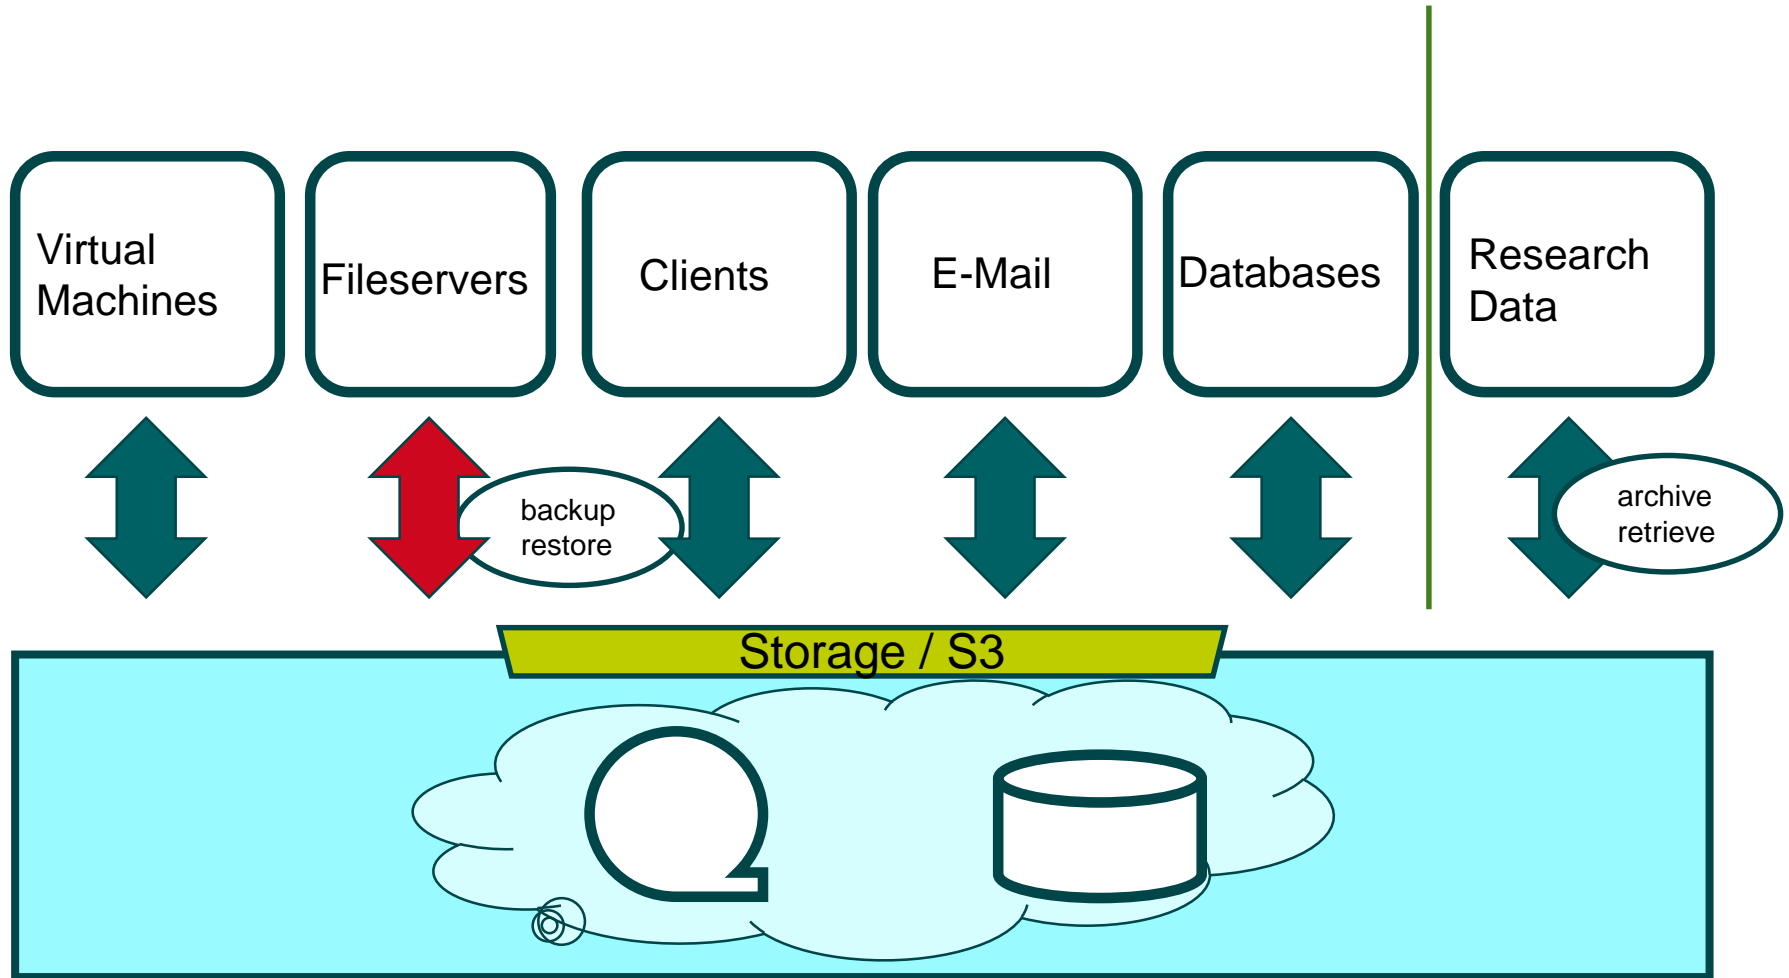 Virtual
Machines
Fileservers
Clients
E-Mail
Databases
Research
Data
backup
restore
archive
retrieve
Storage / S3